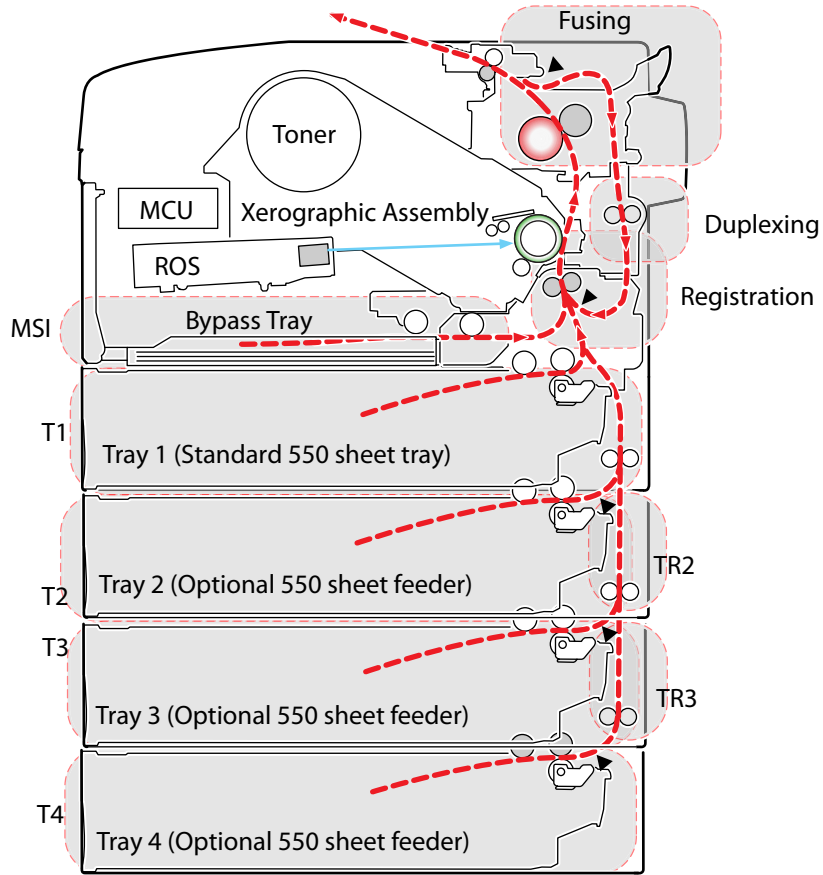 Fusing
Toner
MCU
Xerographic Assembly
Duplexing
ROS
Registration
MSI
Bypass Tray
T1
Tray 1 (Standard 550 sheet tray)
TR2
Tray 2 (Optional 550 sheet feeder)
T2
T3
TR3
Tray 3 (Optional 550 sheet feeder)
T4
Tray 4 (Optional 550 sheet feeder)